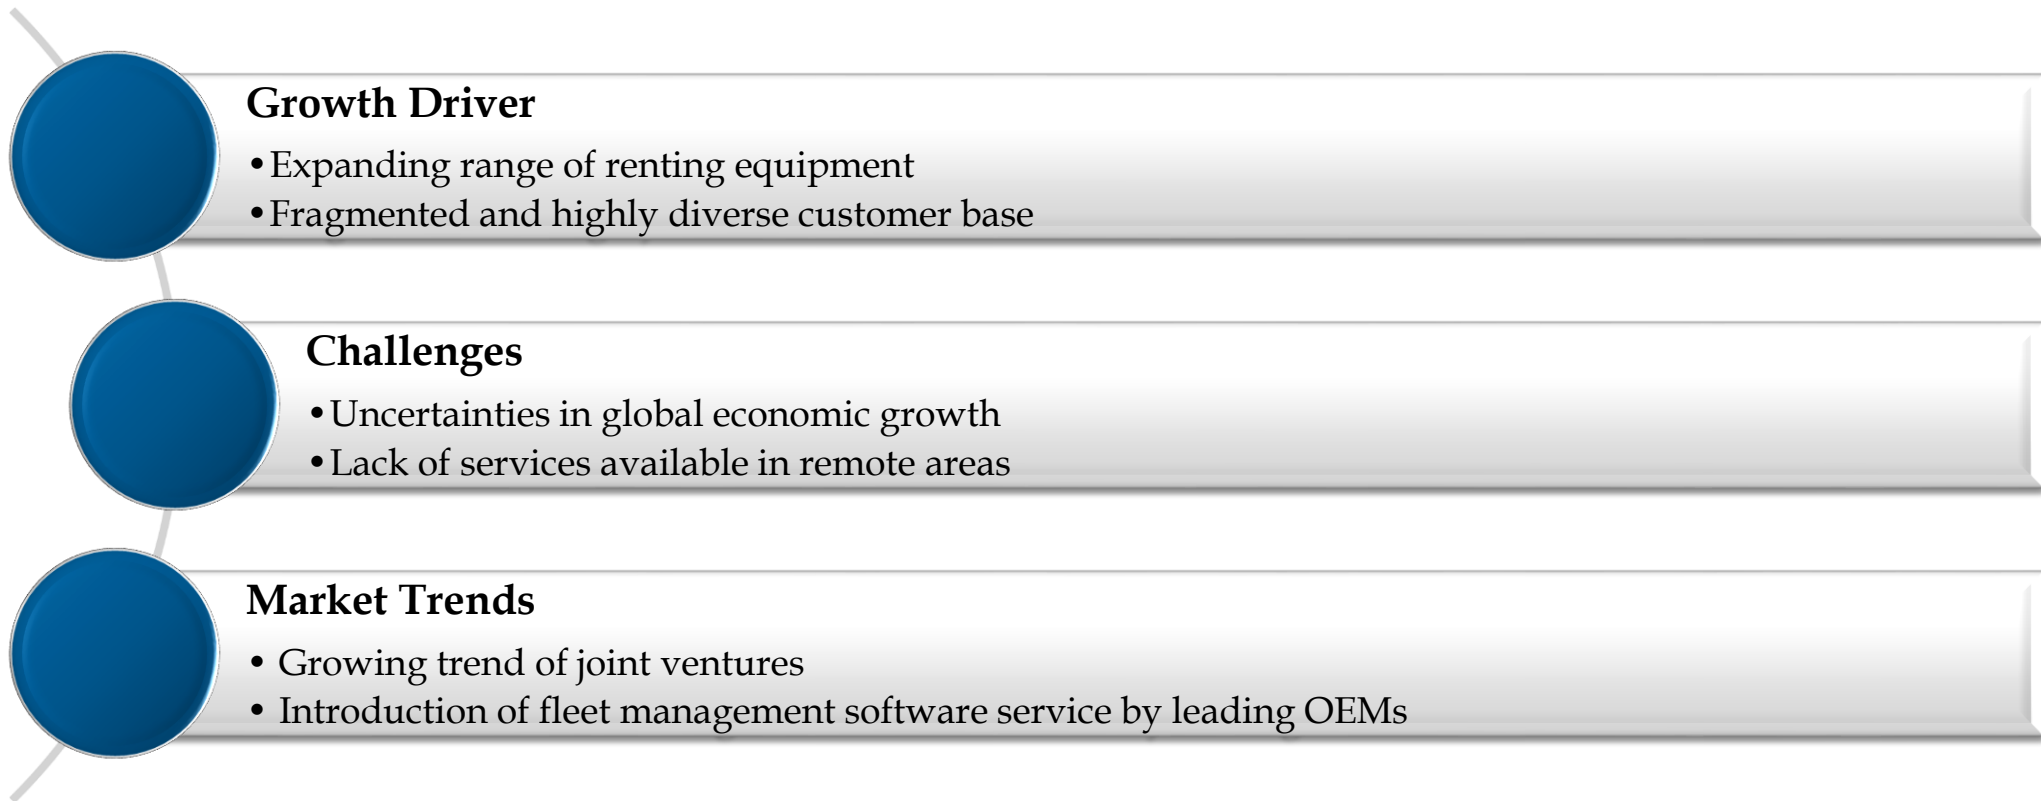 Growth Driver
•Expanding range of renting equipment
•Fragmented and highly diverse customer base
Challenges
•Uncertainties in global economic growth
•Lack of services available in remote areas
Market Trends
• Growing trend of joint ventures
• Introduction of fleet management software service by leading OEMs